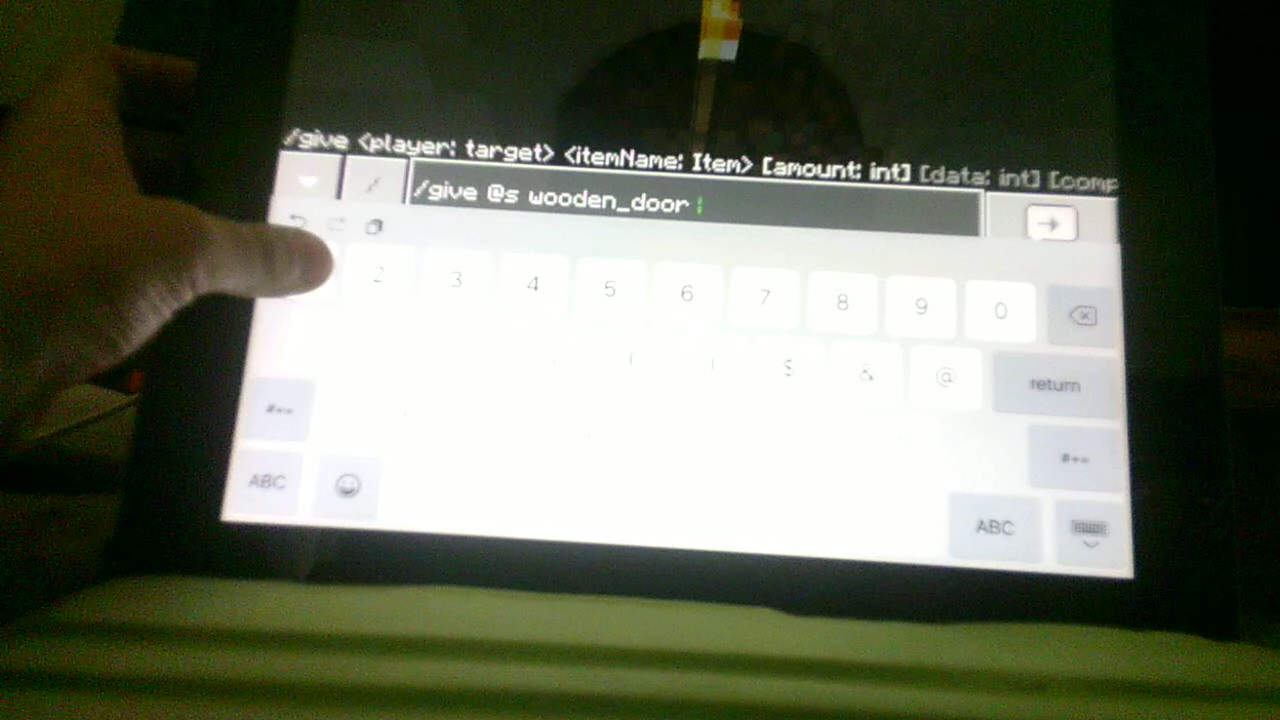 /give <player: target> <itemName: Item> [amount: int] [data: int] [comp
/give @s wooden_door
2 3 4 5 6 7 8 9 0
( $ & @ return
#+= #+=
ABC ABC